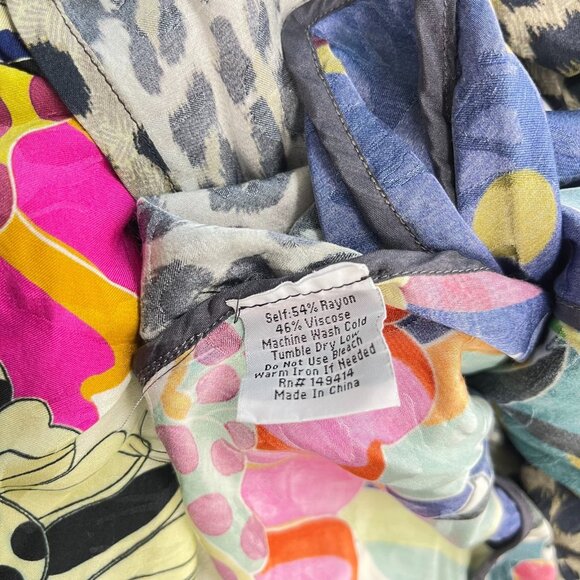 Self:54% Rayon
46% Viscose
Machine Wash Cold
Tumble Dry Low
Do Not Use Bleach
Warm Iron If Needed
Rn# 149414
Made In China